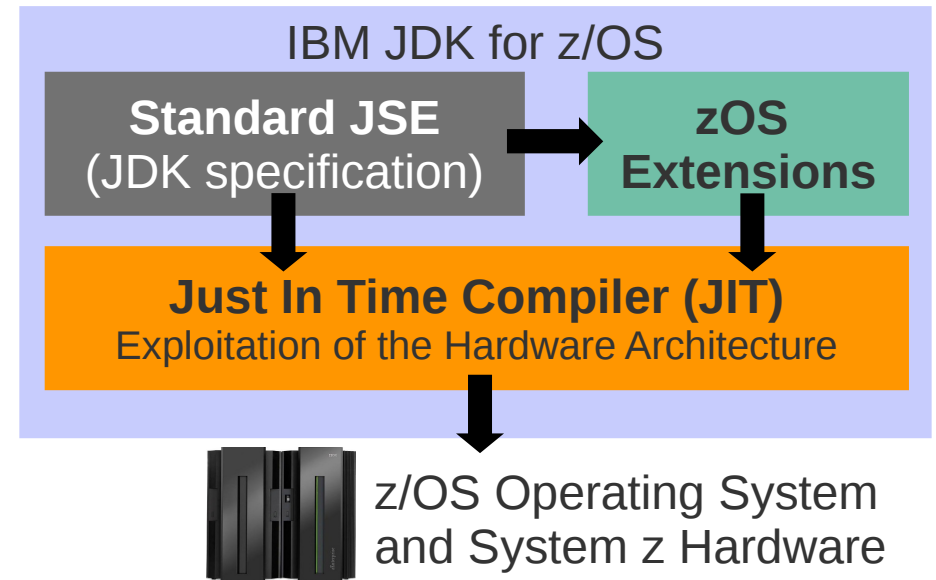 IBM JDK for z/OS
Standard JSE
(JDK specification)
zOS
Extensions
Just In Time Compiler (JIT)
Exploitation of the Hardware Architecture
z/OS Operating System
and System z Hardware